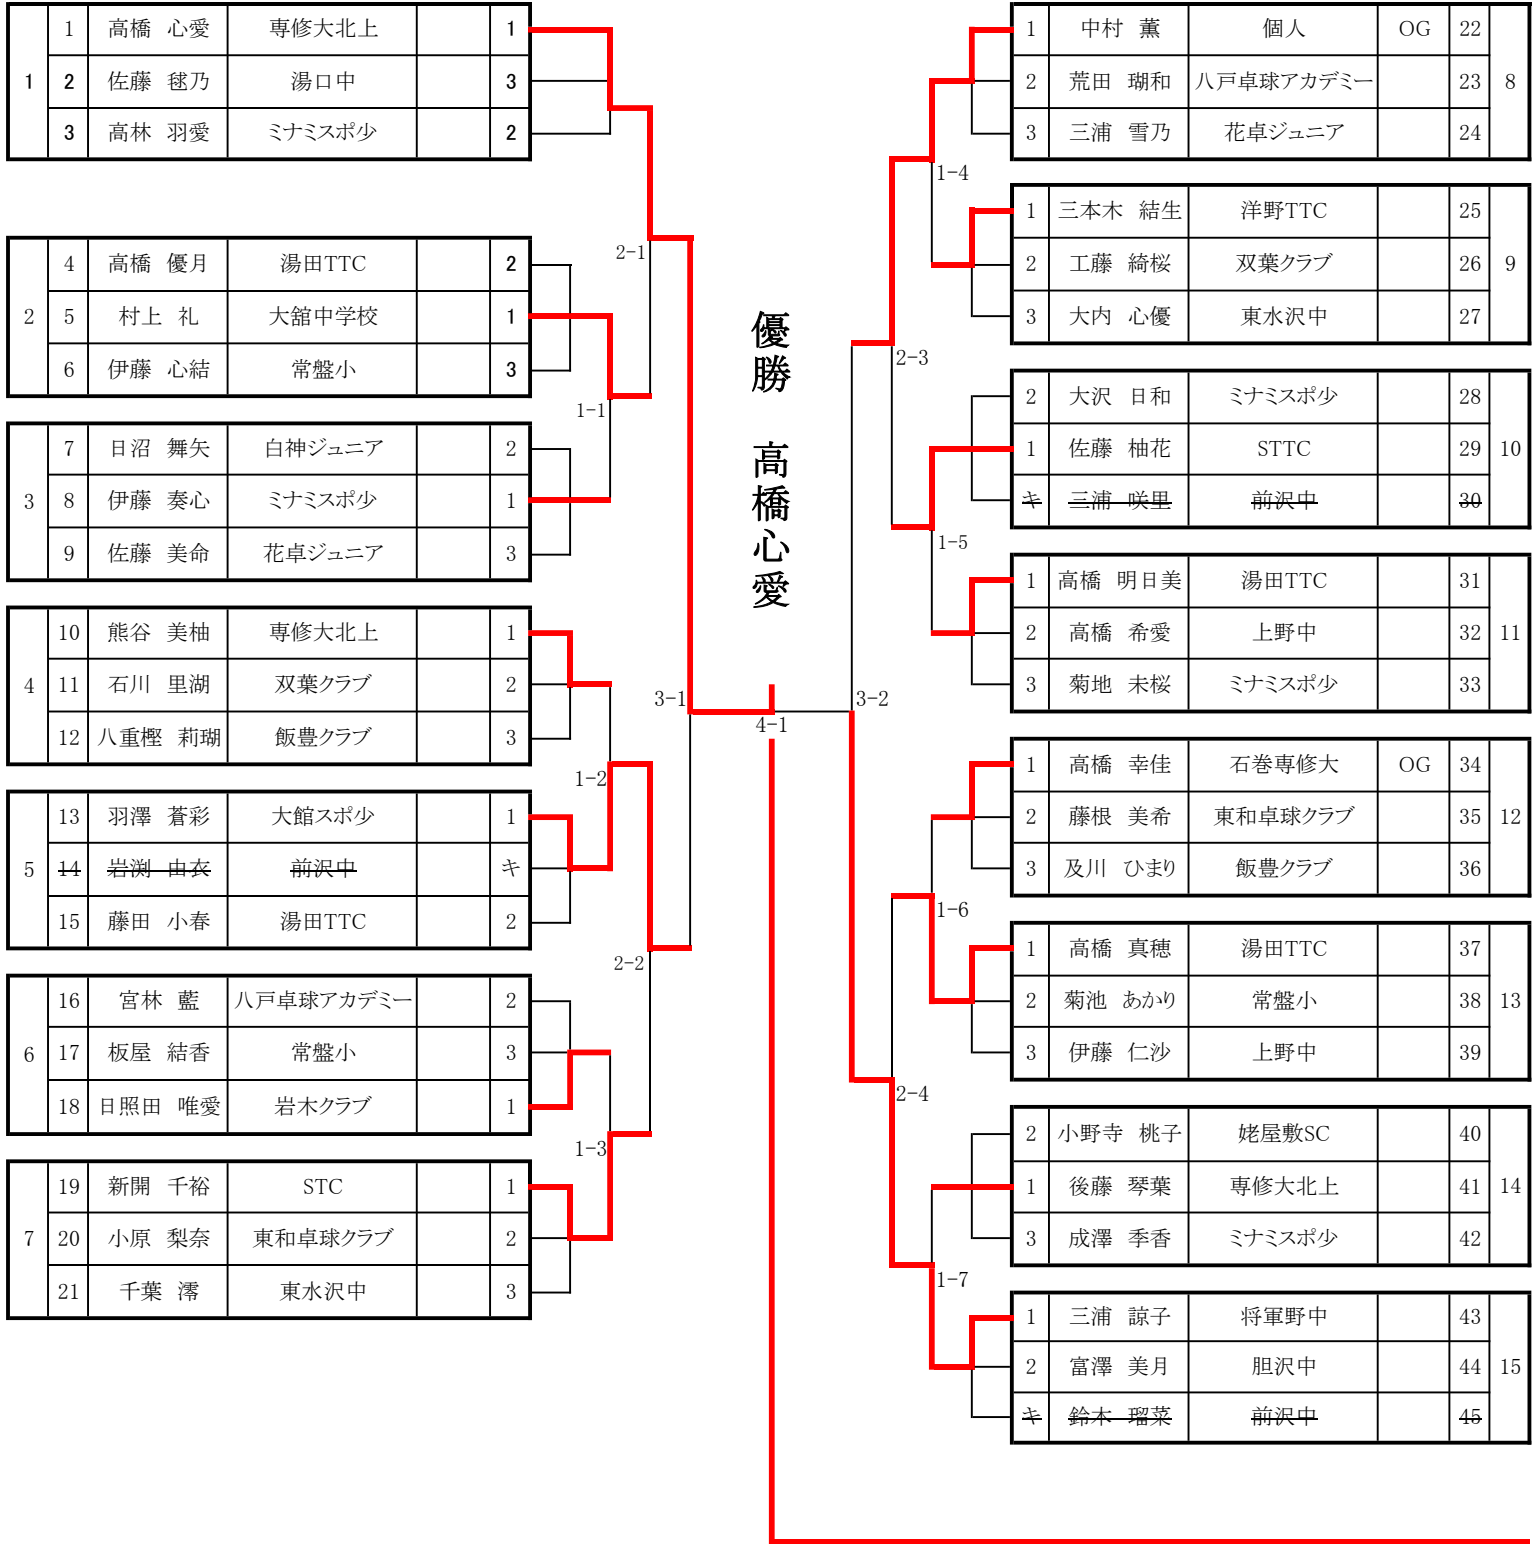 1 1 高橋 心愛 専修大北上 1
2 佐藤 毬乃 湯口中 3
3 高林 羽愛 ミナミスポ少 2
2 4 高橋 優月 湯田TTC 2
5 村上 礼 大舘中学校 1
6 伊藤 心結 常盤小 3
3 7 日沼 舞矢 白神ジュニア 2
8 伊藤 奏心 ミナミスポ少 1
9 佐藤 美命 花卓ジュニア 3
4 10 熊谷 美柚 専修大北上 1
11 石川 里湖 双葉クラブ 2
12 八重樫 莉瑚 飯豊クラブ 3
5 13 羽澤 蒼彩 大館スポ少 1
14 岩渕 由衣 前沢中 キ
15 藤田 小春 湯田TTC 2
6 16 宮林 藍 八戸卓球アカデミー 2
17 板屋 結香 常盤小 3
18 日照田 唯愛 岩木クラブ 1
7 19 新開 千裕 STC 1
20 小原 梨奈 東和卓球クラブ 2
21 千葉 澪 東水沢中 3
2-1
1-1
1-2
2-2
1-3
3-1
優勝 高橋心愛
4-1
3-2
1-4
2-3
1-5
1-6
2-4
1-7
1 中村 薫 個人 OG 22 8
2 荒田 瑚和 八戸卓球アカデミー 23
3 三浦 雪乃 花卓ジュニア 24
1 三本木 結生 洋野TTC 25 9
2 工藤 綺桜 双葉クラブ 26
3 大内 心優 東水沢中 27
2 大沢 日和 ミナミスポ少 28 10
1 佐藤 柚花 STTC 29
キ 三浦 咲里 前沢中 30
1 高橋 明日美 湯田TTC 31 11
2 高橋 希愛 上野中 32
3 菊地 未桜 ミナミスポ少 33
1 高橋 幸佳 石巻専修大 OG 34 12
2 藤根 美希 東和卓球クラブ 35
3 及川 ひまり 飯豊クラブ 36
1 高橋 真穂 湯田TTC 37 13
2 菊池 あかり 常盤小 38
3 伊藤 仁沙 上野中 39
2 小野寺 桃子 姥屋敷SC 40 14
1 後藤 琴葉 専修大北上 41
3 成澤 季香 ミナミスポ少 42
1 三浦 諒子 将軍野中 43 15
2 富澤 美月 胆沢中 44
キ 鈴木 瑠菜 前沢中 45